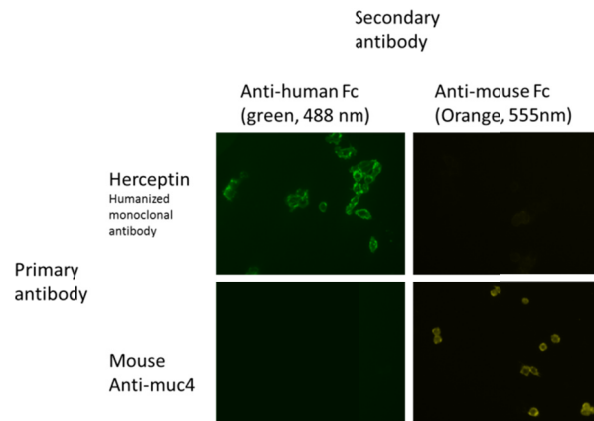 Secondary
antibody
Anti-human Fc
(green, 488 nm)
Anti-mouse Fc
(Orange, 555nm)
Herceptin
Humanized
monoclonal
antibody
Primary
antibody
Mouse
Anti-muc4